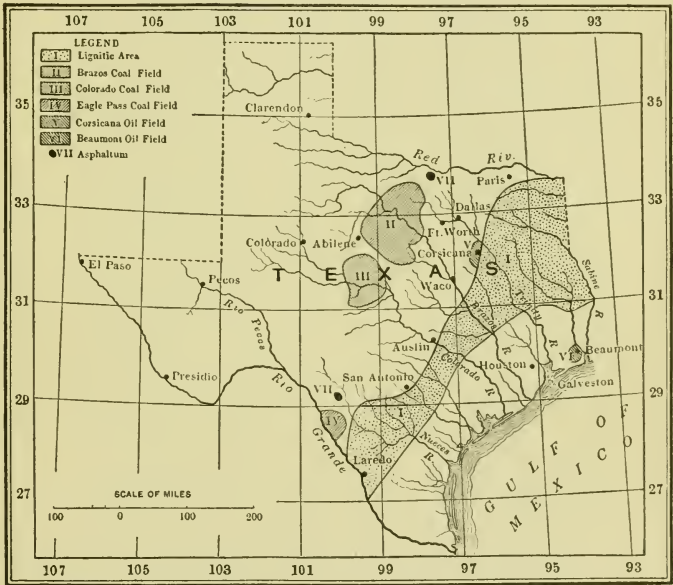 107 105 103 101 99 97 95 93
LEGEND
I Lignitic Area
II Brazos Coal Field
III Colorado Coal Field
IV Eagle Pass Coal Field
V Corsicana Oil Field
VI Beaumont Oil Field
VII Asphaltum
35 35
Clarendon
Red Riv.
VII
Paris
33 33
Dallas
II
Ft. Worth
Colorado
Abilene
Corsicana
V
I
El Paso
TEXAS
III
Pecos
Waco
Sabine R
31 31
Rio Pecos
Brazos R
Trinity R
Austin
Colorado R
Houston
VI
Beaumont
Presidio
Rio Grande
San Antonio
VII
Galveston
29 29
IV
I
Nueces R
Laredo
GULF OF
MEXICO
27 27
SCALE OF MILES
100 0 100 200
107 105 103 101 99 97 95 93